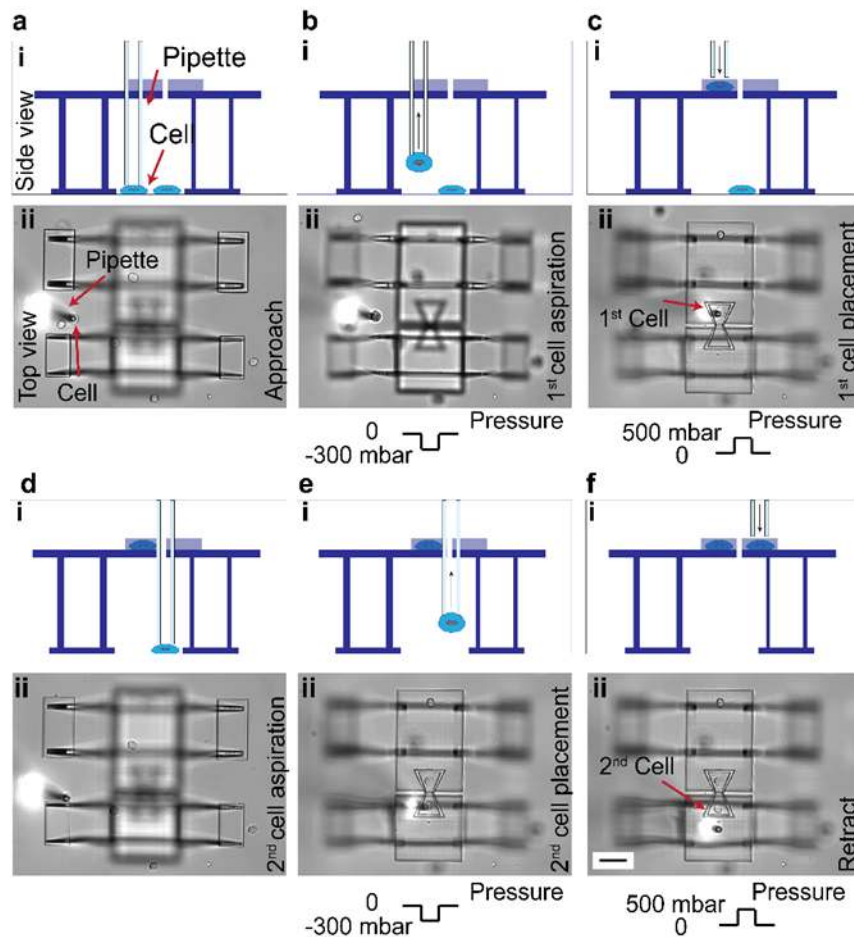 a
b
c
i
Pipette
Cell
Side view
i
i
ii
Pipette
Cell
Top view
Approach
ii
1st cell aspiration
ii
1st Cell
1st cell placement
0
-300 mbar
Pressure
500 mbar
0
Pressure
d
e
f
i
i
i
ii
2nd cell aspiration
ii
2nd cell placement
ii
2nd Cell
Retract
0
-300 mbar
Pressure
500 mbar
0
Pressure